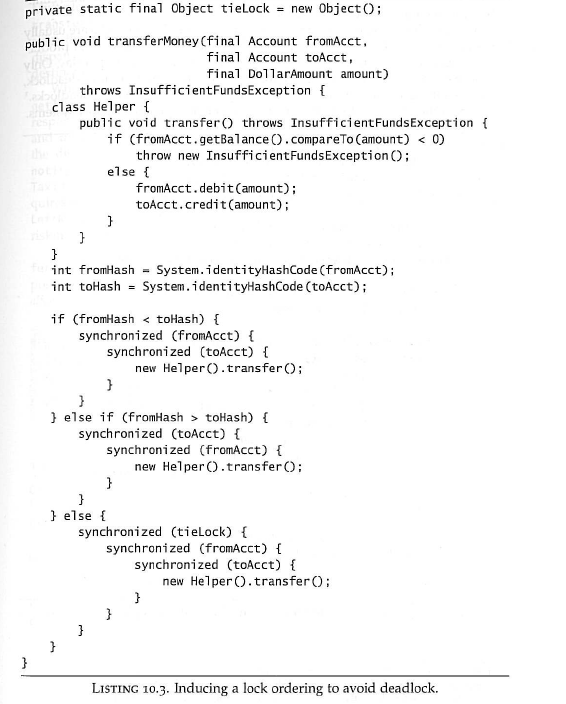 private static final Object tieLock = new Object();
public void transferMoney(final Account fromAcct,
                          final Account toAcct,
                          final DollarAmount amount)
        throws InsufficientFundsException {
    class Helper {
        public void transfer() throws InsufficientFundsException {
            if (fromAcct.getBalance().compareTo(amount) < 0)
                throw new InsufficientFundsException();
            else {
                fromAcct.debit(amount);
                toAcct.credit(amount);
            }
        }
    }
    int fromHash = System.identityHashCode(fromAcct);
    int toHash = System.identityHashCode(toAcct);
    if (fromHash < toHash) {
        synchronized (fromAcct) {
            synchronized (toAcct) {
                new Helper().transfer();
            }
        }
    } else if (fromHash > toHash) {
        synchronized (toAcct) {
            synchronized (fromAcct) {
                new Helper().transfer();
            }
        }
    } else {
        synchronized (tieLock) {
            synchronized (fromAcct) {
                synchronized (toAcct) {
                    new Helper().transfer();
                }
            }
        }
    }
}
LISTING 10.3. Inducing a lock ordering to avoid deadlock.